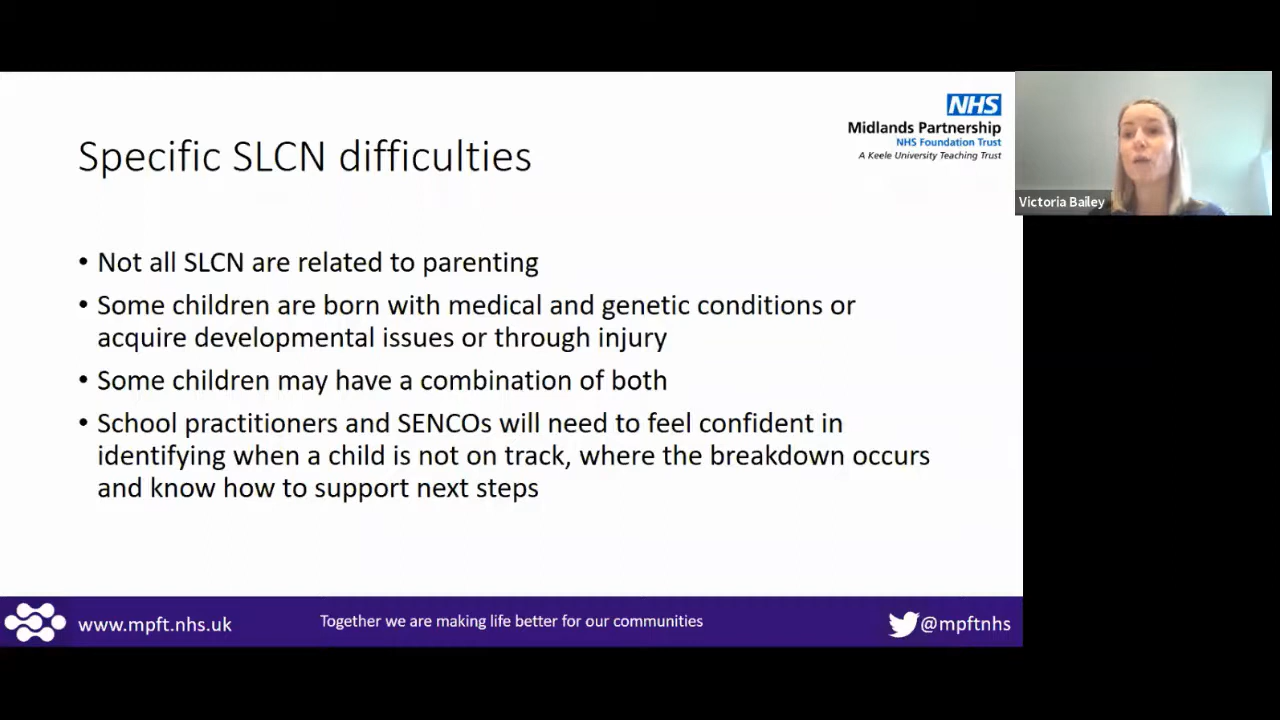 NHS
Midlands Partnership
NHS Foundation Trust
A Keele University Teaching Trust
Specific SLCN difficulties
Victoria Bailey
• Not all SLCN are related to parenting
• Some children are born with medical and genetic conditions or
acquire developmental issues or through injury
• Some children may have a combination of both
• School practitioners and SENCOs will need to feel confident in
identifying when a child is not on track, where the breakdown occurs
and know how to support next steps
www.mpft.nhs.uk
Together we are making life better for our communities
@mpftnhs